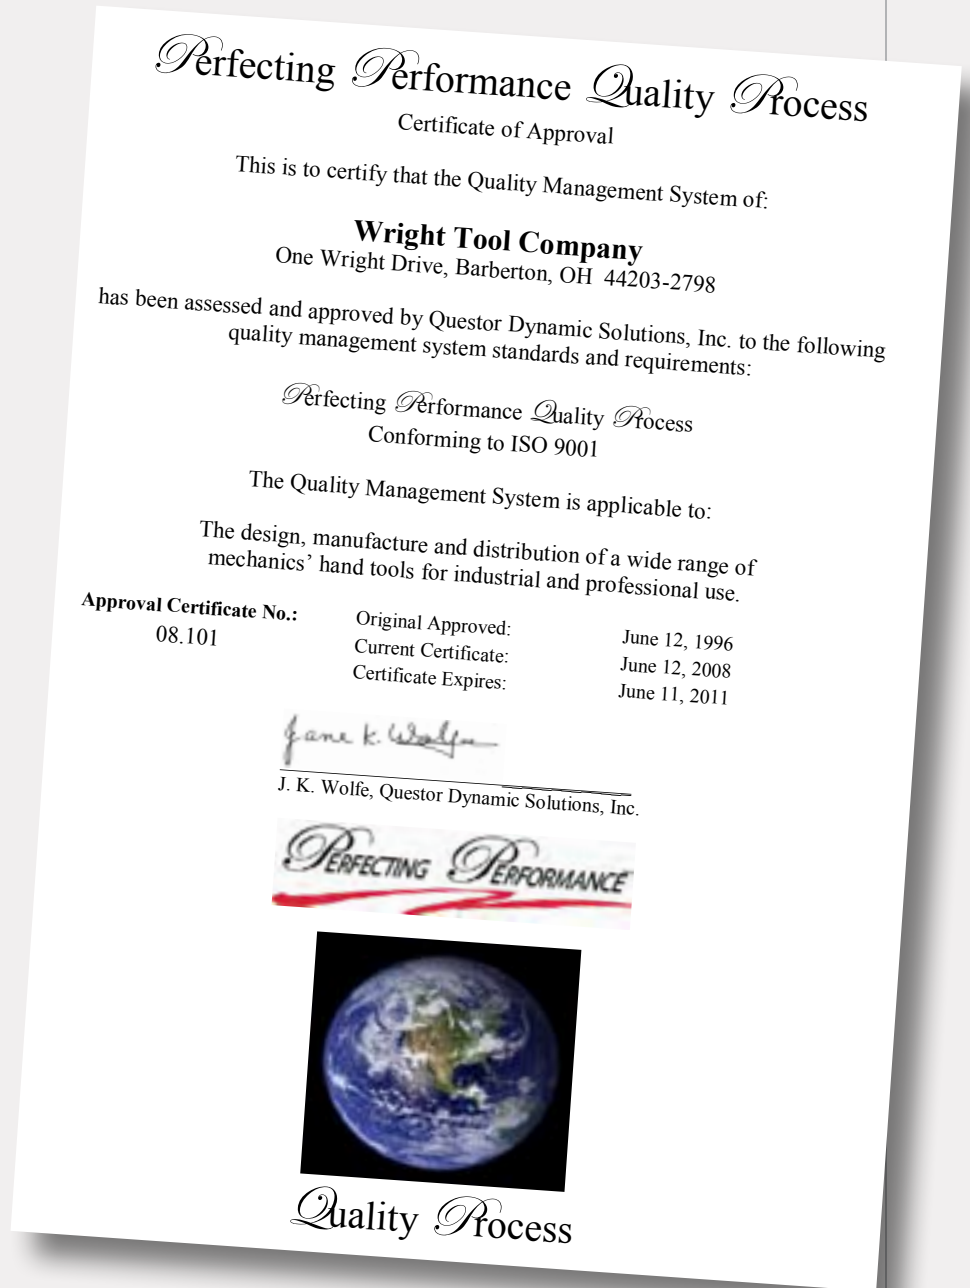 Perfecting Performance Quality Process
Certificate of Approval
This is to certify that the Quality Management System of:
Wright Tool Company
One Wright Drive, Barberton, OH 44203-2798
has been assessed and approved by Questor Dynamic Solutions, Inc. to the following
quality management system standards and requirements:
Perfecting Performance Quality Process
Conforming to ISO 9001
The Quality Management System is applicable to:
The design, manufacture and distribution of a wide range of
mechanics’ hand tools for industrial and professional use.
Approval Certificate No.:
08.101
Original Approved: June 12, 1996
Current Certificate: June 12, 2008
Certificate Expires: June 11, 2011
Jane K. Wolfe
J. K. Wolfe, Questor Dynamic Solutions, Inc.
PERFECTING PERFORMANCE
Quality Process